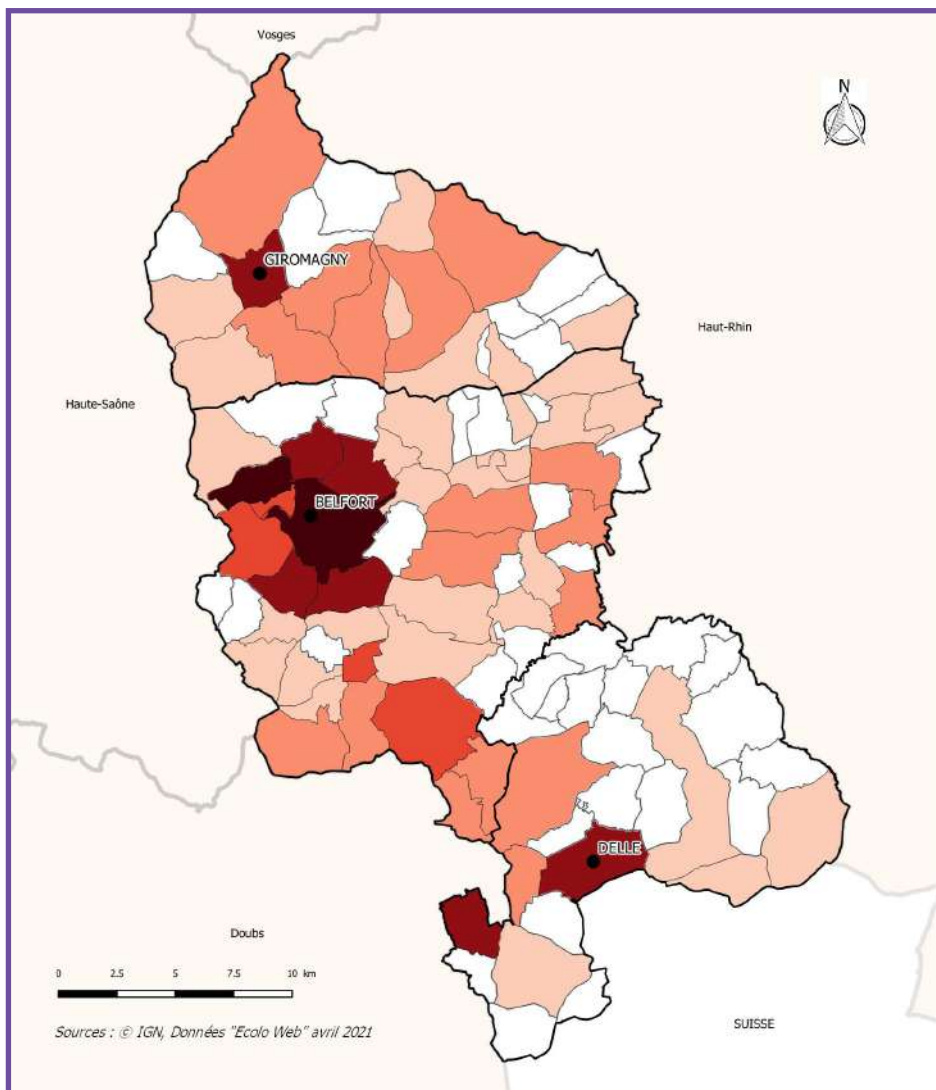 Vosges
N
GIROMAGNY
Haut-Rhin
Haute-Saône
BELFORT
DELLE
Doubs
0 2.5 5 7.5 10 km
SUISSE
Sources : © IGN, Données "Ecolo Web" avril 2021